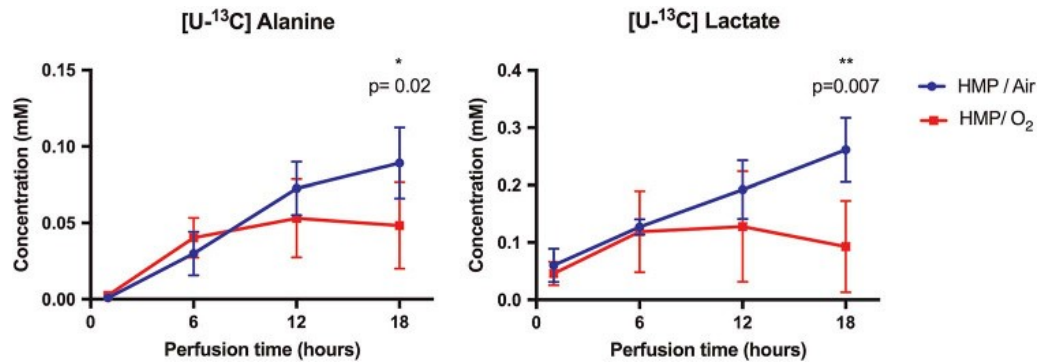 [U-¹³C] Alanine
*
p= 0.02
0.15
0.10
0.05
0.00
Concentration (mM)
0 6 12 18
Perfusion time (hours)
[U-¹³C] Lactate
**
p=0.007
0.4
0.3
0.2
0.1
0.0
Concentration (mM)
0 6 12 18
Perfusion time (hours)
HMP / Air
HMP/ O₂